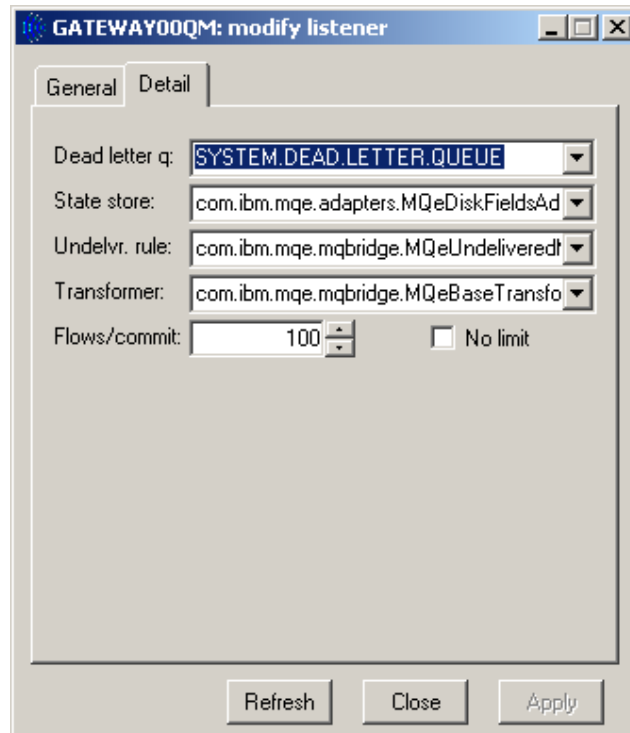 GATEWAY00QM: modify listener
General Detail
Dead letter q: SYSTEM.DEAD.LETTER.QUEUE
State store: com.ibm.mqe.adapters.MQeDiskFieldsAd
Undelvr. rule: com.ibm.mqe.mqbridge.MQeUndelivered
Transformer: com.ibm.mqe.mqbridge.MQeBaseTransfo
Flows/commit: 100 No limit
Refresh Close Apply